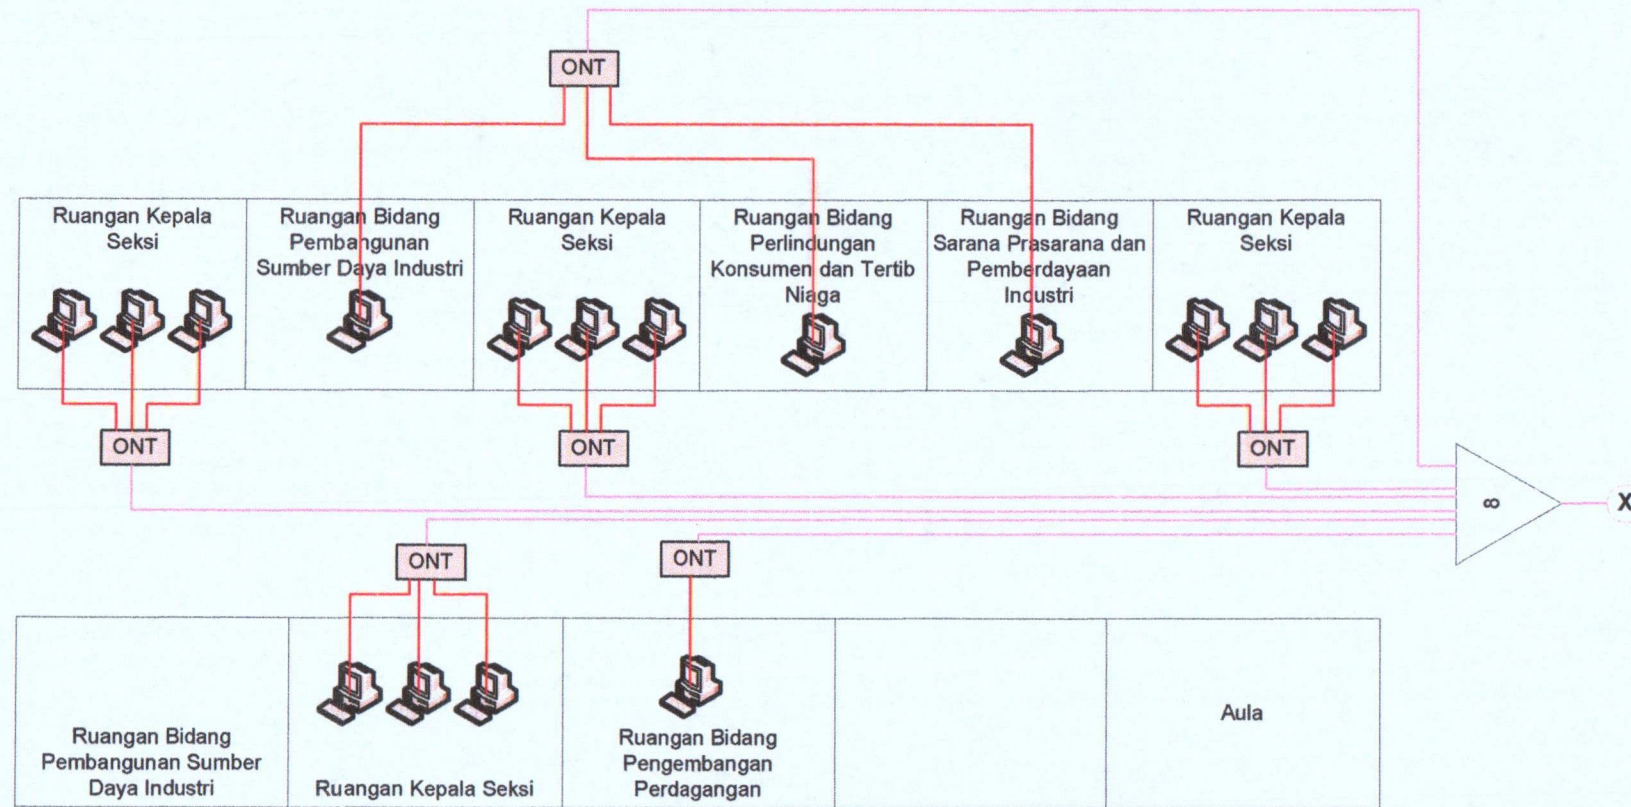 ONT
Ruangan Kepala
Seksi
Ruangan Bidang
Pembangunan
Sumber Daya Industri
Ruangan Kepala
Seksi
Ruangan Bidang
Perlindungan
Konsumen dan Tertib
Niaga
Ruangan Bidang
Sarana Prasarana dan
Pemberdayaan
Industri
Ruangan Kepala
Seksi
ONT
ONT
ONT
∞
X
ONT
ONT
Ruangan Bidang
Pembangunan Sumber
Daya Industri
Ruangan Kepala Seksi
Ruangan Bidang
Pengembangan
Perdagangan
Aula